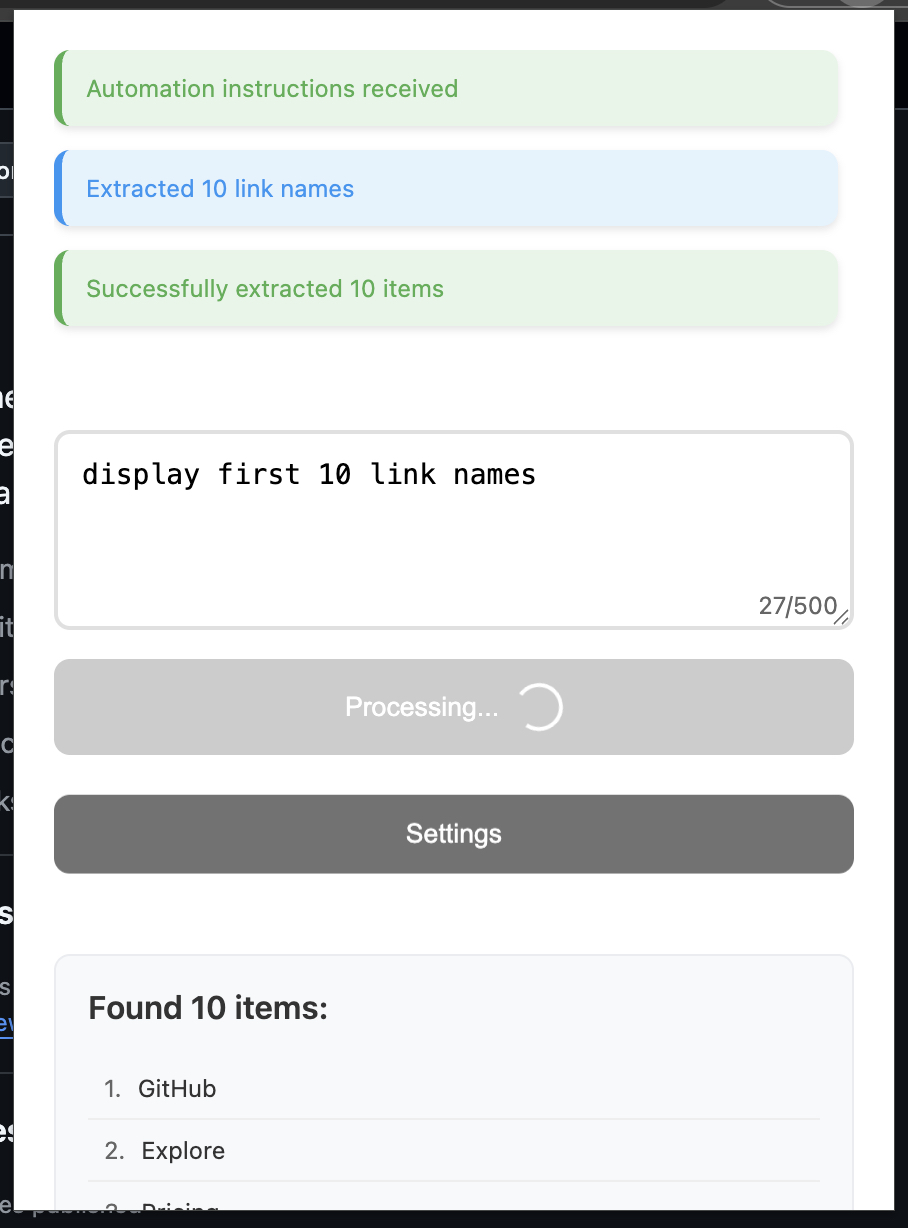 Automation instructions received
Extracted 10 link names
Successfully extracted 10 items
display first 10 link names
27/500
Processing...
Settings
Found 10 items:
1. GitHub
2. Explore
3. Pricing